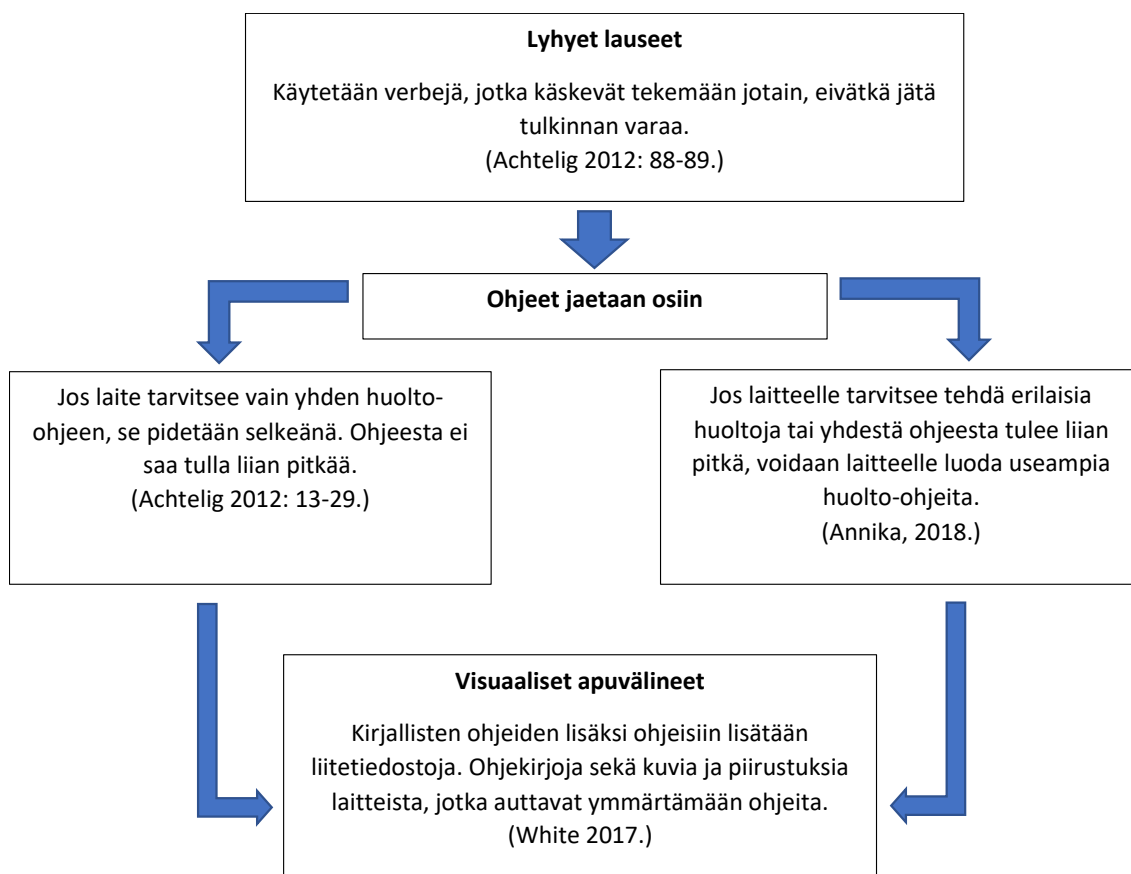 Lyhyet lauseet
Käytetään verbejä, jotka käskevät tekemään jotain, eivätkä jätä
tulkinnan varaa.
(Achtelig 2012: 88-89.)
Ohjeet jaetaan osiin
Jos laite tarvitsee vain yhden huolto-
ohjeen, se pidetään selkeänä. Ohjeesta ei
saa tulla liian pitkää.
(Achtelig 2012: 13-29.)
Jos laitteelle tarvitsee tehdä erilaisia
huoltoja tai yhdestä ohjeesta tulee liian
pitkä, voidaan laitteelle luoda useampia
huolto-ohjeita.
(Annika, 2018.)
Visuaaliset apuvälineet
Kirjallisten ohjeiden lisäksi ohjeisiin lisätään
liitetiedostoja. Ohjekirjoja sekä kuvia ja piirustuksia
laitteista, jotka auttavat ymmärtämään ohjeita.
(White 2017.)